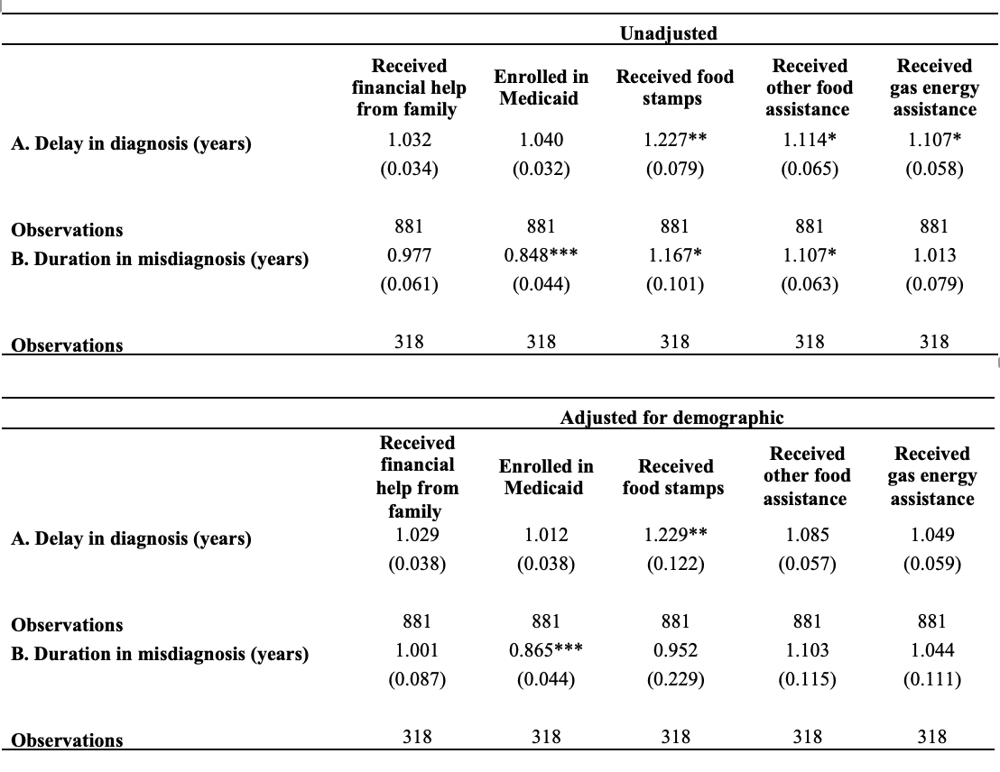 Unadjusted
Received financial help from family Enrolled in Medicaid Received food stamps Received other food assistance Received gas energy assistance
A. Delay in diagnosis (years) 1.032 1.040 1.227** 1.114* 1.107*
(0.034) (0.032) (0.079) (0.065) (0.058)
Observations 881 881 881 881 881
B. Duration in misdiagnosis (years) 0.977 0.848*** 1.167* 1.107* 1.013
(0.061) (0.044) (0.101) (0.063) (0.079)
Observations 318 318 318 318 318
Adjusted for demographic
Received financial help from family Enrolled in Medicaid Received food stamps Received other food assistance Received gas energy assistance
A. Delay in diagnosis (years) 1.029 1.012 1.229** 1.085 1.049
(0.038) (0.038) (0.122) (0.057) (0.059)
Observations 881 881 881 881 881
B. Duration in misdiagnosis (years) 1.001 0.865*** 0.952 1.103 1.044
(0.087) (0.044) (0.229) (0.115) (0.111)
Observations 318 318 318 318 318